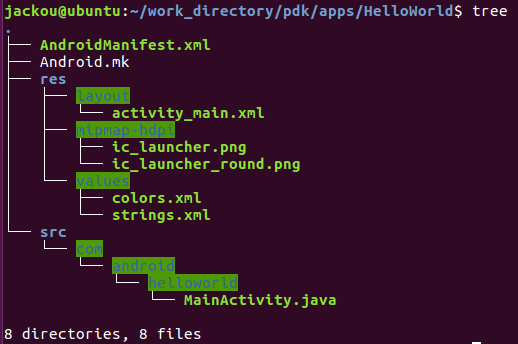 jackou@ubuntu:~/work_directory/pdk/apps/HelloWorld$ tree
.
├── AndroidManifest.xml
├── Android.mk
├── res
│   ├── layout
│   │   └── activity_main.xml
│   ├── mipmap-hdpi
│   │   ├── ic_launcher.png
│   │   └── ic_launcher_round.png
│   └── values
│       ├── colors.xml
│       └── strings.xml
└── src
    └── com
        └── android
            └── helloworld
                └── MainActivity.java
8 directories, 8 files